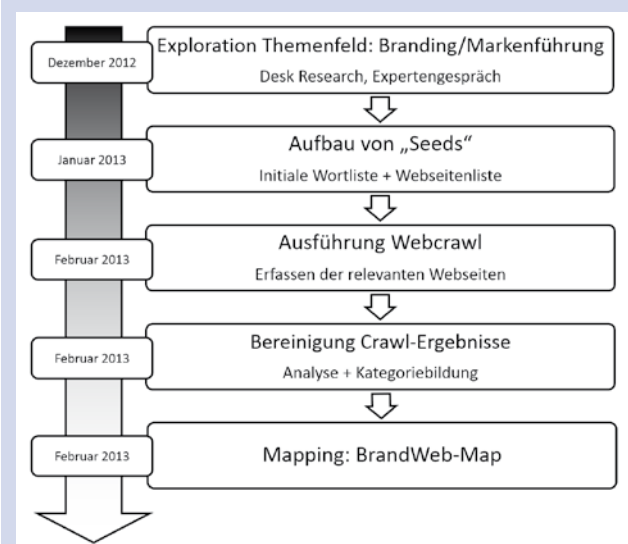 Dezember 2012
Exploration Themenfeld: Branding/Markenführung
Desk Research, Expertengespräch
Januar 2013
Aufbau von „Seeds“
Initiale Wortliste + Webseitenliste
Februar 2013
Ausführung Webcrawl
Erfassen der relevanten Webseiten
Februar 2013
Bereinigung Crawl-Ergebnisse
Analyse + Kategoriebildung
Februar 2013
Mapping: BrandWeb-Map